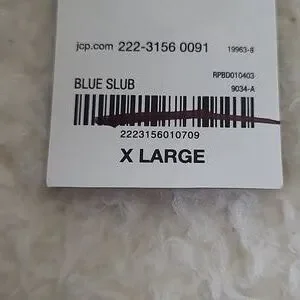 jcp.com 222-3156 0091 19963-8
RPBD010403
BLUE SLUB 9034-A
2223156010709
X LARGE